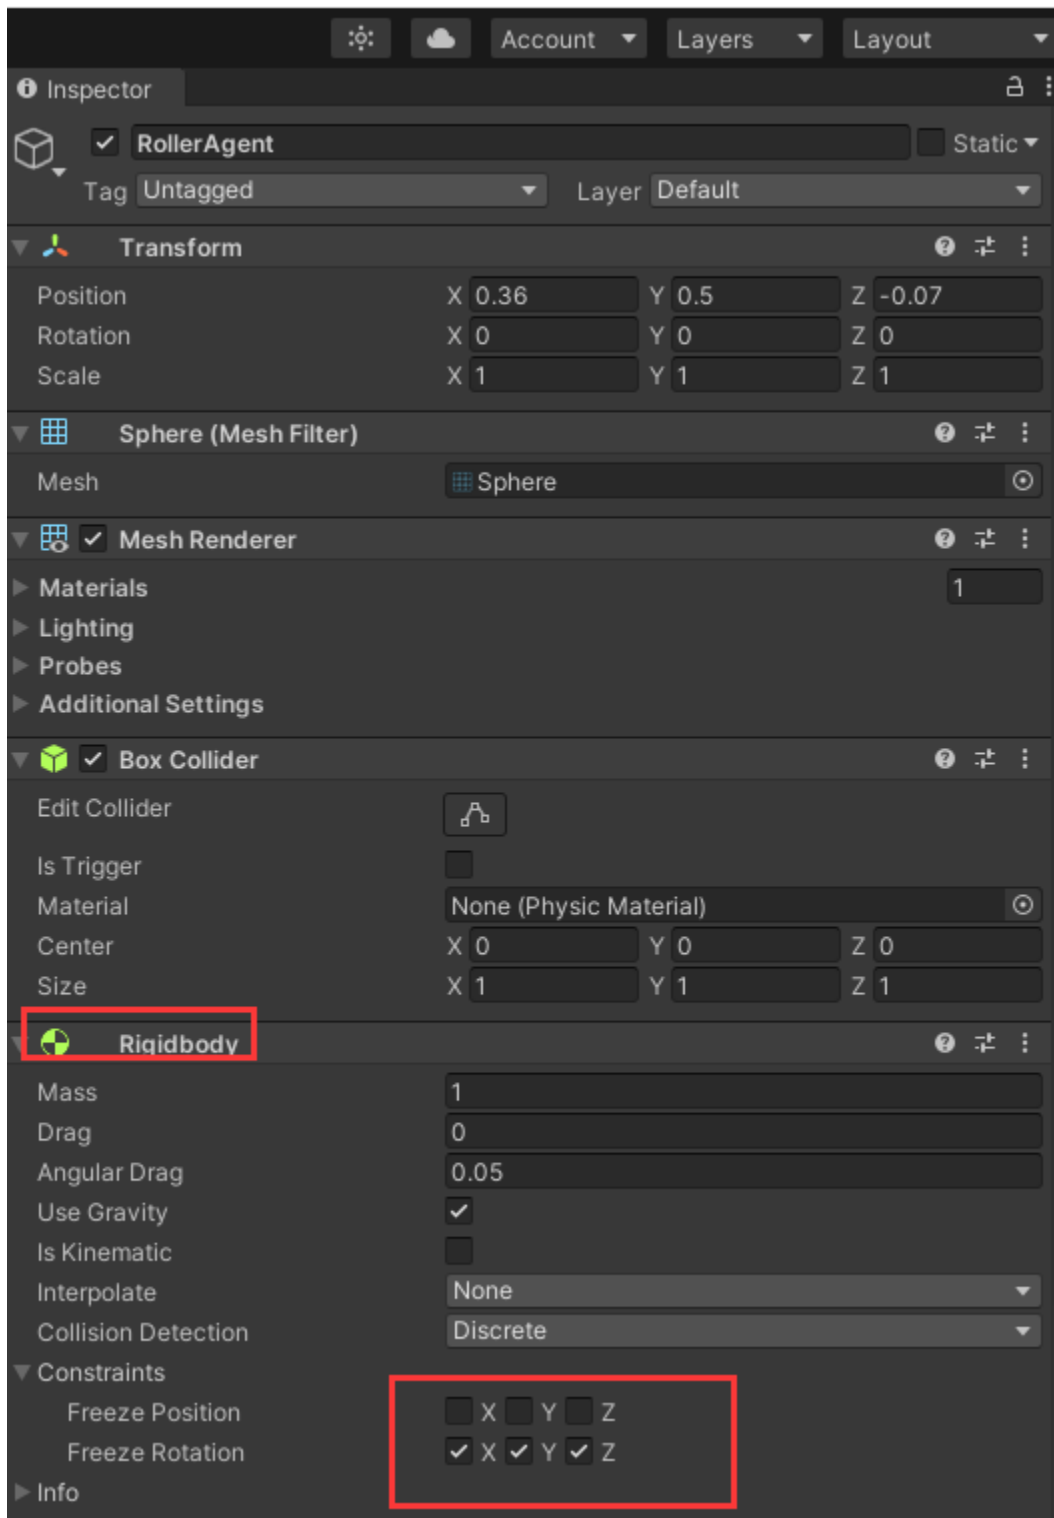 Account Layers Layout
Inspector
RollerAgent Static
Tag Untagged Layer Default
Transform
Position X 0.36 Y 0.5 Z -0.07
Rotation X 0 Y 0 Z 0
Scale X 1 Y 1 Z 1
Sphere (Mesh Filter)
Mesh Sphere
Mesh Renderer
Materials 1
Lighting
Probes
Additional Settings
Box Collider
Edit Collider
Is Trigger
Material None (Physic Material)
Center X 0 Y 0 Z 0
Size X 1 Y 1 Z 1
Rigidbody
Mass 1
Drag 0
Angular Drag 0.05
Use Gravity
Is Kinematic
Interpolate None
Collision Detection Discrete
Constraints
Freeze Position X Y Z
Freeze Rotation X Y Z
Info